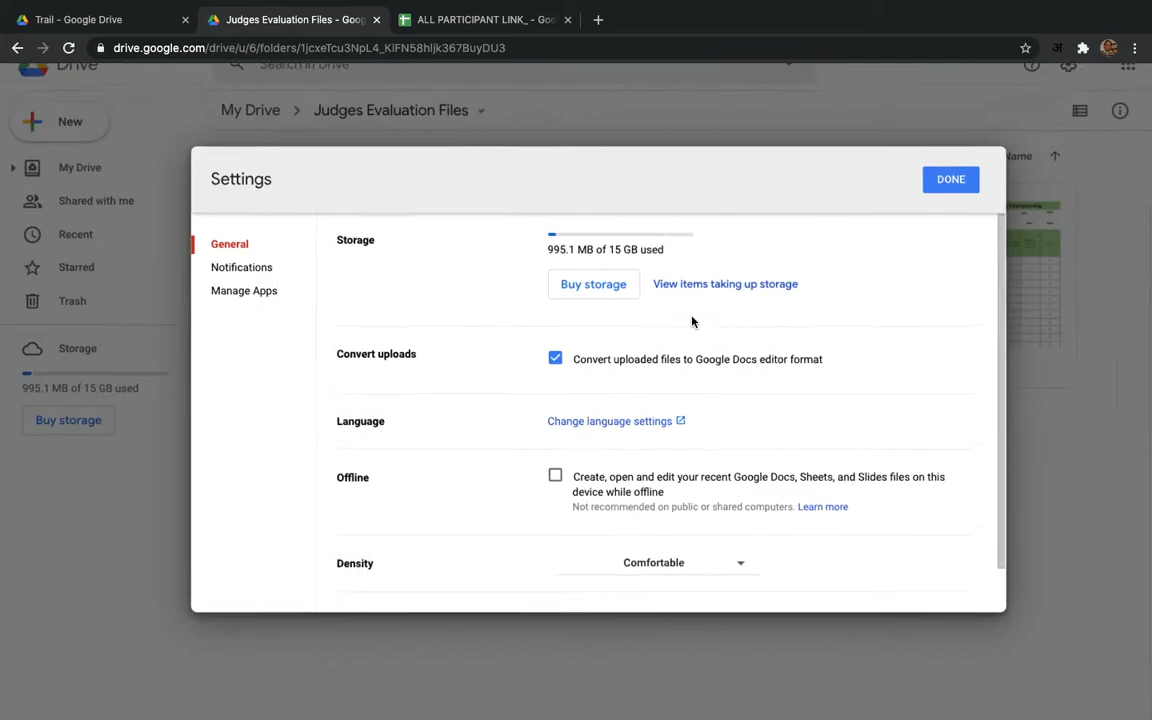 Trail - Google Drive
Judges Evaluation Files - Goog
ALL PARTICIPANT LINK_ - Goo
drive.google.com/drive/u/6/folders/1jcxeTcu3NpL4_KlFN58hljk367BuyDU3
Drive
Search in Drive
New
My Drive
Judges Evaluation Files
My Drive
Shared with me
Recent
Starred
Trash
Storage
995.1 MB of 15 GB used
Buy storage
Name
Settings
DONE
General
Notifications
Manage Apps
Storage
995.1 MB of 15 GB used
Buy storage
View items taking up storage
Convert uploads
Convert uploaded files to Google Docs editor format
Language
Change language settings
Offline
Create, open and edit your recent Google Docs, Sheets, and Slides files on this
device while offline
Not recommended on public or shared computers. Learn more
Density
Comfortable